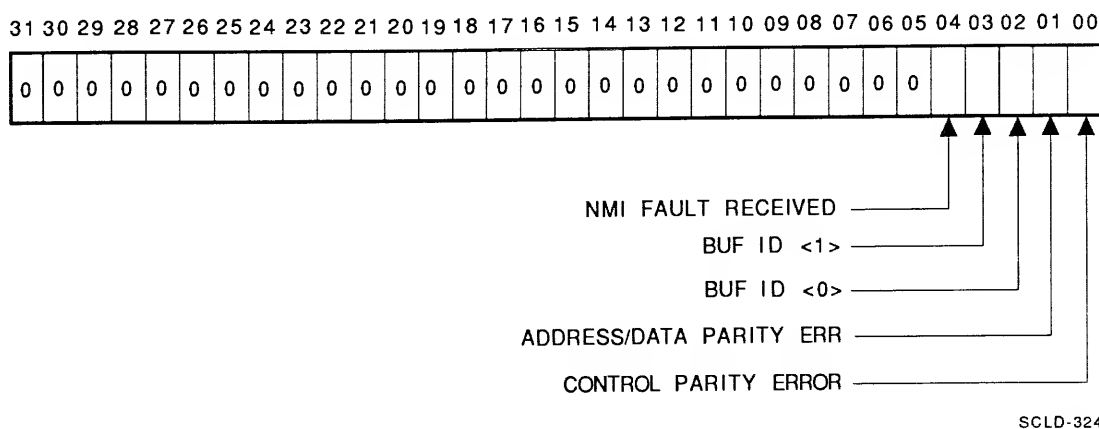 31 30 29 28 27 26 25 24 23 22 21 20 19 18 17 16 15 14 13 12 11 10 09 08 07 06 05 04 03 02 01 00
0 0 0 0 0 0 0 0 0 0 0 0 0 0 0 0 0 0 0 0 0 0 0 0 0 0 0
NMI FAULT RECEIVED
BUF ID <1>
BUF ID <0>
ADDRESS/DATA PARITY ERR
CONTROL PARITY ERROR
SCLD-324